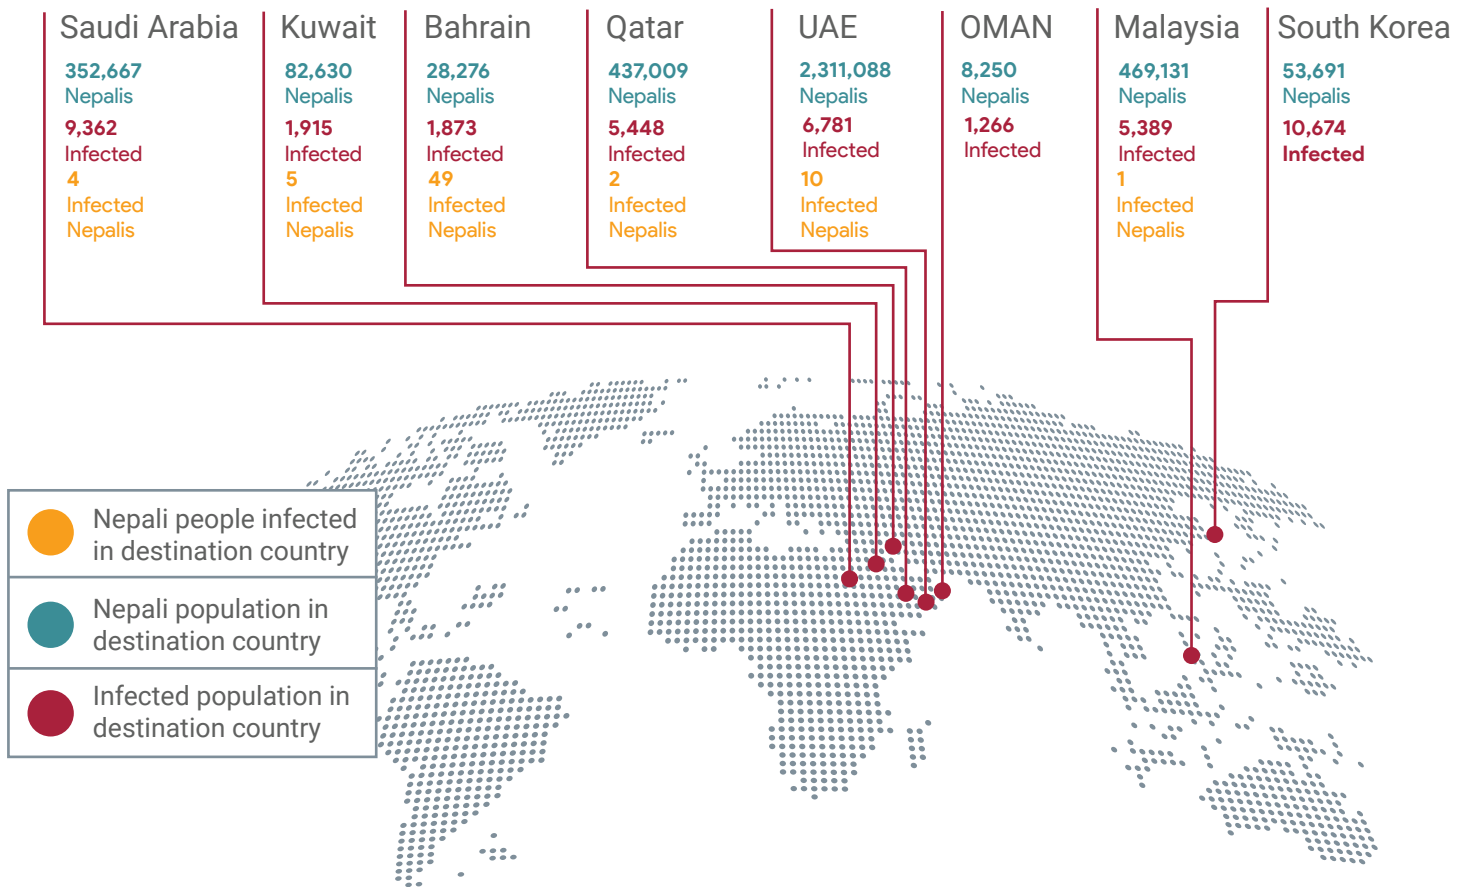 Saudi Arabia
352,667
Nepalis
9,362
Infected
4
Infected
Nepalis
Kuwait
82,630
Nepalis
1,915
Infected
5
Infected
Nepalis
Bahrain
28,276
Nepalis
1,873
Infected
49
Infected
Nepalis
Qatar
437,009
Nepalis
5,448
Infected
2
Infected
Nepalis
UAE
2,311,088
Nepalis
6,781
Infected
10
Infected
Nepalis
OMAN
8,250
Nepalis
1,266
Infected
Malaysia
469,131
Nepalis
5,389
Infected
1
Infected
Nepalis
South Korea
53,691
Nepalis
10,674
Infected
Nepali people infected
in destination country
Nepali population in
destination country
Infected population in
destination country